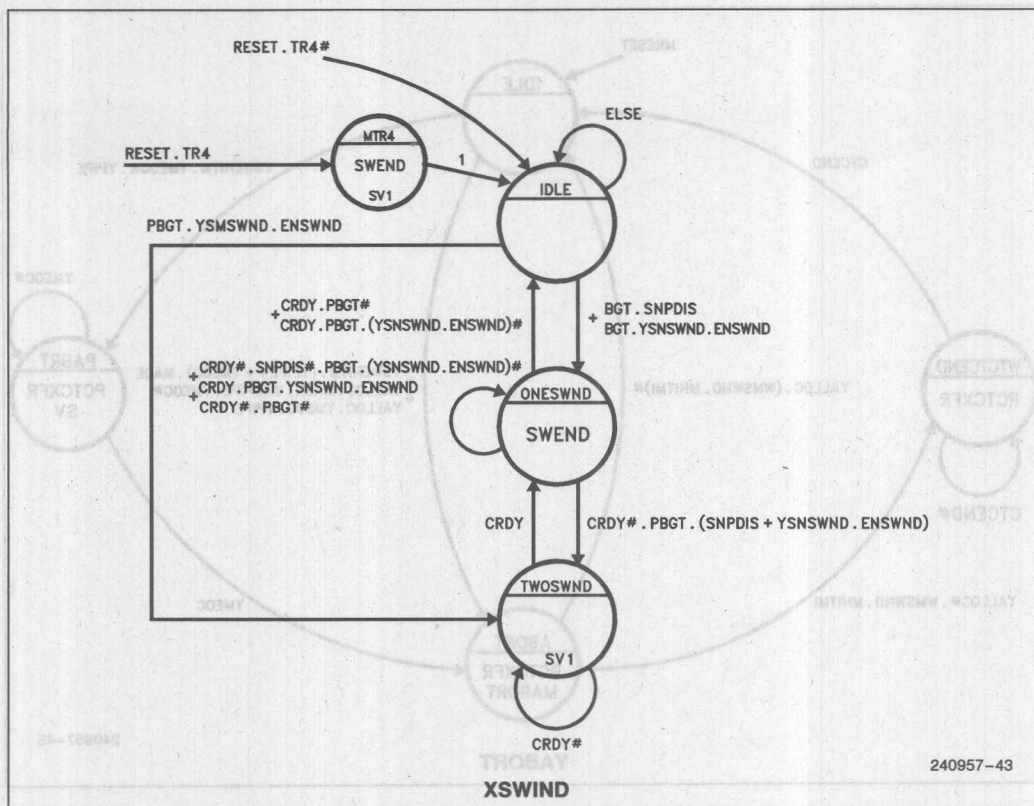 RESET.TR4#
ELSE
MTR4
SWEND
SV1
RESET.TR4
1
IDLE
PBGT.YSMSWND.ENSWND
CRDY.PBGT#
+ CRDY.PBGT.(YSNSWND.ENSWND)#
+ BGT.SNPDIS
BGT.YSNSWND.ENSWND
+ CRDY#.SNPDIS#.PBGT.(YSNSWND.ENSWND)#
+ CRDY.PBGT.YSNSWND.ENSWND
+ CRDY#.PBGT#
ONESWND
SWEND
CRDY
CRDY#.PBGT.(SNPDIS + YSNSWND.ENSWND)
TWOSWND
SV1
CRDY#
240957-43
XSWIND